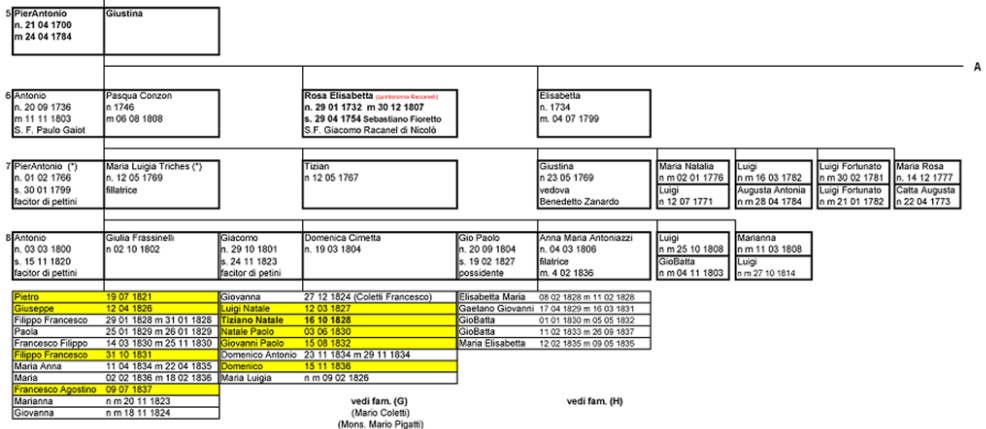 5 PierAntonio Giustina
n. 21 04 1700
m 24 04 1784
A
6 Antonio
n. 20 09 1736
m 11 11 1803
S. F. Paulo Gaiot
Pasqua Conzon
n 1746
m 06 08 1808
Rosa Elisabetta (quintanonna Raccaneli)
n. 29 01 1732 m 30 12 1807
s. 29 04 1754 Sebastiano Fioretto
S.F. Giacomo Racanel di Nicolò
Elisabetta
n. 1734
m. 04 07 1799
7 PierAntonio (*)
n. 01 02 1766
s. 30 01 1799
facitor di pettini
Maria Luigia Triches (*)
n. 12 05 1769
fillatrice
Tizian
n 12 05 1767
Giustina
n 23 05 1769
vedova
Benedetto Zanardo
Maria Natalia
n m 02 01 1776
Luigi
n 12 07 1771
Luigi
n m 16 03 1782
Augusta Antonia
n m 28 04 1784
Luigi Fortunato
n m 30 02 1781
Luigi Fortunato
n m 21 01 1782
Maria Rosa
n. 14 12 1777
Catta Augusta
n 22 04 1773
8 Antonio
n. 03 03 1800
s. 15 11 1820
facitor di pettini
Giulia Frassinelli
n 02 10 1802
Giacomo
n. 29 10 1801
s. 24 11 1823
facitor di petini
Domenica Cimetta
n. 19 03 1804
Gio Paolo
n. 20 09 1804
s. 19 02 1827
possidente
Anna Maria Antoniazzi
n. 04 03 1806
filatrice
m. 4 02 1836
Luigi
n m 25 10 1808
GioBatta
n m 04 11 1803
Marianna
n m 11 03 1808
Luigi
n m 27 10 1814
Pietro 19 07 1821
Giuseppe 12 04 1826
Filippo Francesco 29 01 1828 m 31 01 1828
Paola 25 01 1829 m 26 01 1829
Francesco Filippo 14 03 1830 m 25 11 1830
Filippo Francesco 31 10 1831
Maria Anna 11 04 1834 m 22 04 1835
Maria 02 02 1836 m 18 02 1836
Francesco Agostino 09 07 1837
Marianna n m 20 11 1823
Giovanna n m 18 11 1824
Giovanna 27 12 1824 (Coletti Francesco)
Luigi Natale 12 03 1827
Tiziano Natale 16 10 1828
Natale Paolo 03 06 1830
Giovanni Paolo 15 08 1832
Domenico Antonio 23 11 1834 m 29 11 1834
Domenico 15 11 1836
Maria Luigia n m 09 02 1826
Elisabetta Maria 08 02 1828 m 11 02 1828
Gaetano Giovanni 17 04 1829 m 16 03 1831
GioBatta 01 01 1830 m 05 05 1832
GioBatta 11 02 1833 m 26 09 1837
Maria Elisabetta 12 02 1835 m 09 05 1835
vedi fam. (G)
(Mario Coletti)
(Mons. Mario Pigatti)
vedi fam. (H)